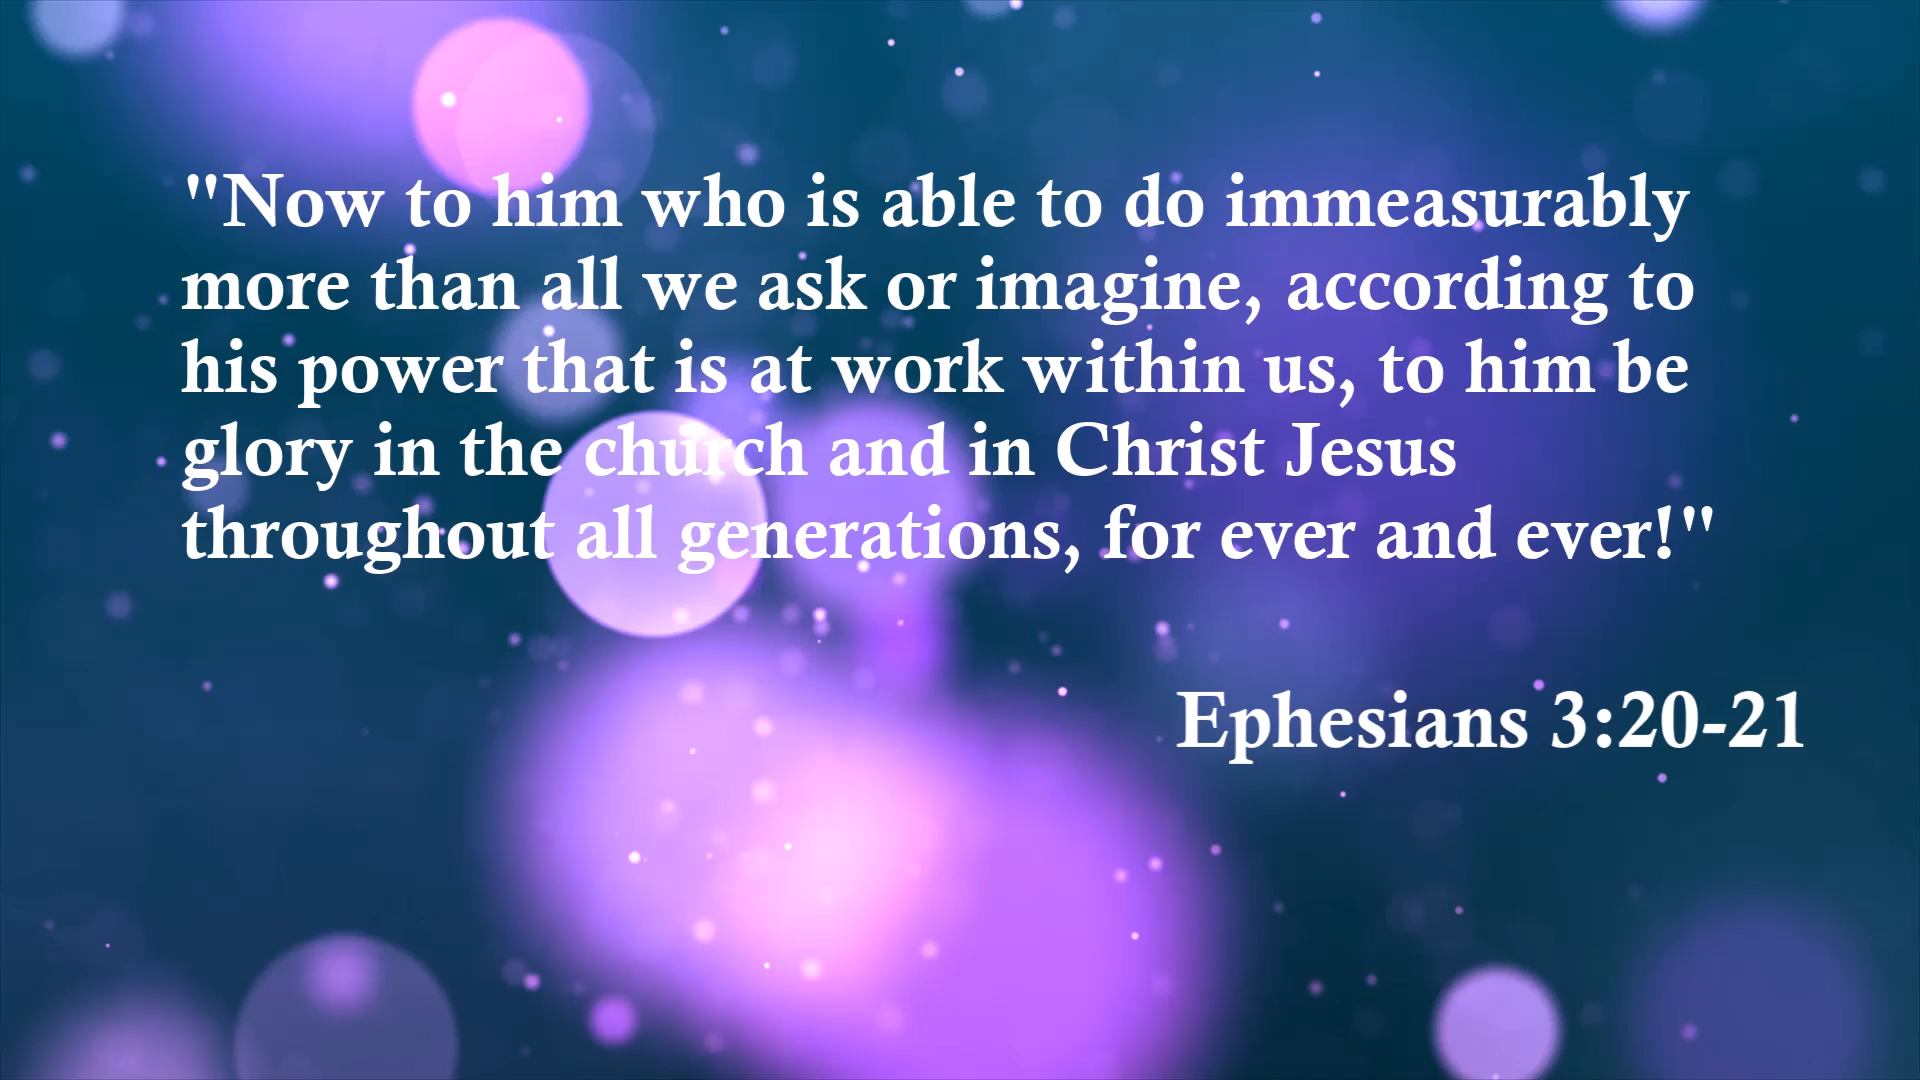 "Now to him who is able to do immeasurably
more than all we ask or imagine, according to
his power that is at work within us, to him be
glory in the church and in Christ Jesus
throughout all generations, for ever and ever!"
Ephesians 3:20-21